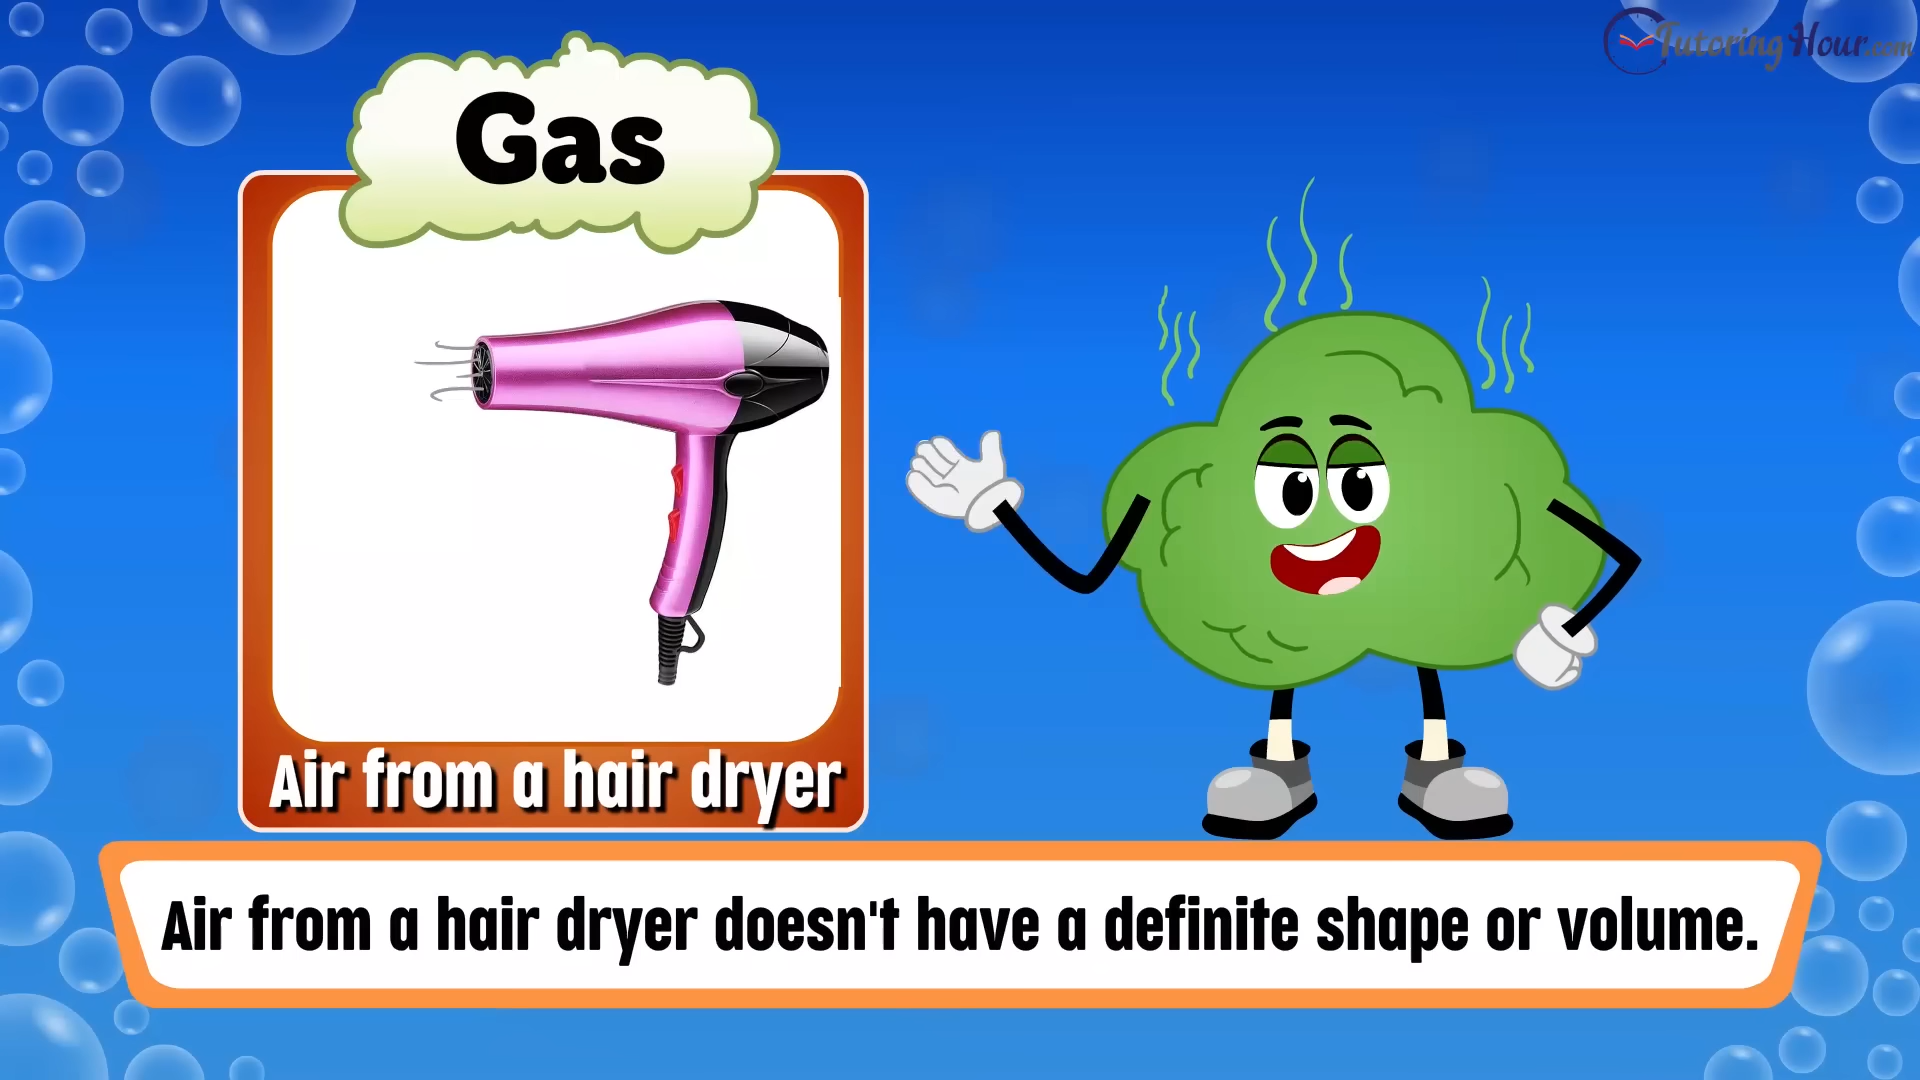 TutoringHour.com
Gas
Air from a hair dryer
Air from a hair dryer doesn't have a definite shape or volume.